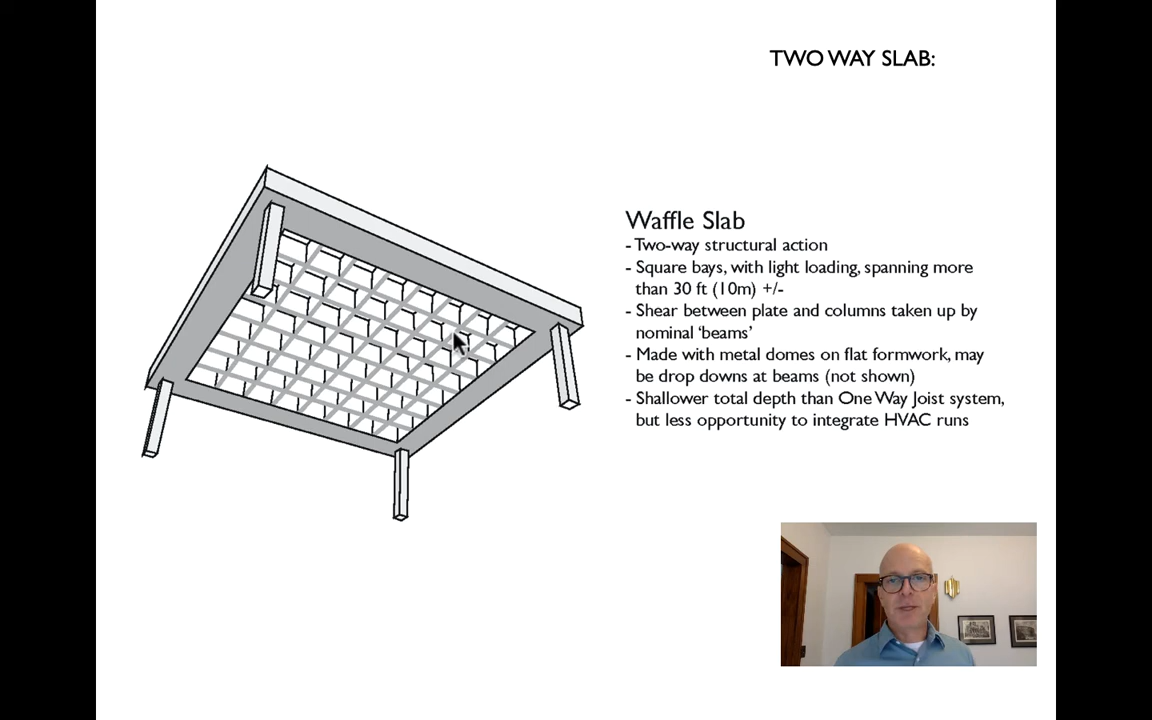 TWO WAY SLAB:
Waffle Slab
- Two-way structural action
- Square bays, with light loading, spanning more
than 30 ft (10m) +/-
- Shear between plate and columns taken up by
nominal ‘beams’
- Made with metal domes on flat formwork, may
be drop downs at beams (not shown)
- Shallower total depth than One Way Joist system,
but less opportunity to integrate HVAC runs